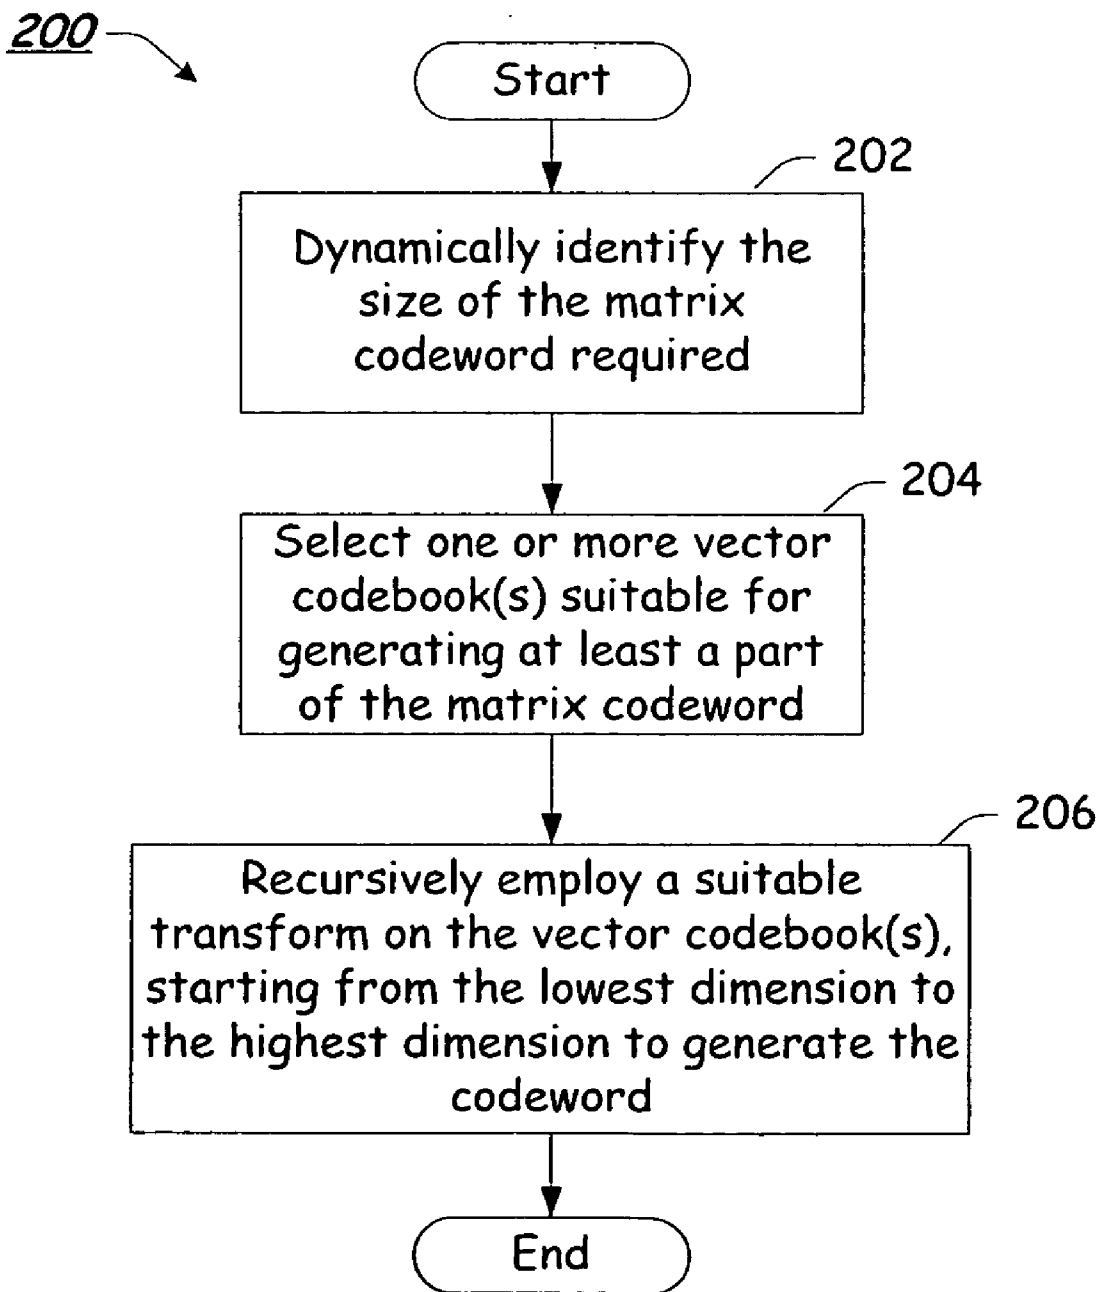 200
Start
202
Dynamically identify the
size of the matrix
codeword required
204
Select one or more vector
codebook(s) suitable for
generating at least a part
of the matrix codeword
206
Recursively employ a suitable
transform on the vector codebook(s),
starting from the lowest dimension to
the highest dimension to generate the
codeword
End